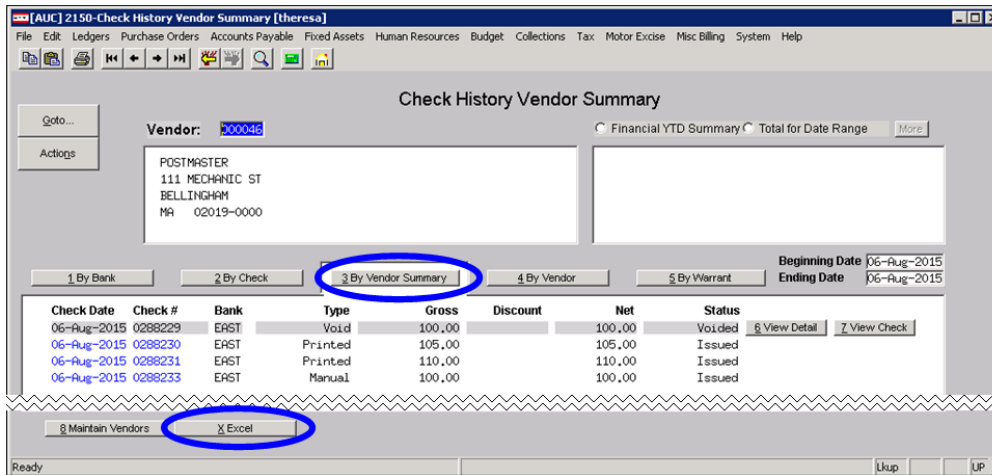 [AUC] 2150-Check History Vendor Summary [theresa]
File Edit Ledgers Purchase Orders Accounts Payable Fixed Assets Human Resources Budget Collections Tax Motor Excise Misc Billing System Help
Check History Vendor Summary
Goto...
Vendor: 000046
Financial YTD Summary Total for Date Range More
Actions
POSTMASTER
111 MECHANIC ST
BELLINGHAM
MA 02019-0000
Beginning Date 06-Aug-2015
1 By Bank 2 By Check 3 By Vendor Summary 4 By Vendor 5 By Warrant Ending Date 06-Aug-2015
Check Date Check # Bank Type Gross Discount Net Status
06-Aug-2015 0288229 EAST Void 100.00 100.00 Voided 6 View Detail 7 View Check
06-Aug-2015 0288230 EAST Printed 105.00 105.00 Issued
06-Aug-2015 0288231 EAST Printed 110.00 110.00 Issued
06-Aug-2015 0288233 EAST Manual 100.00 100.00 Issued
8 Maintain Vendors X Excel
Ready Lkup UP